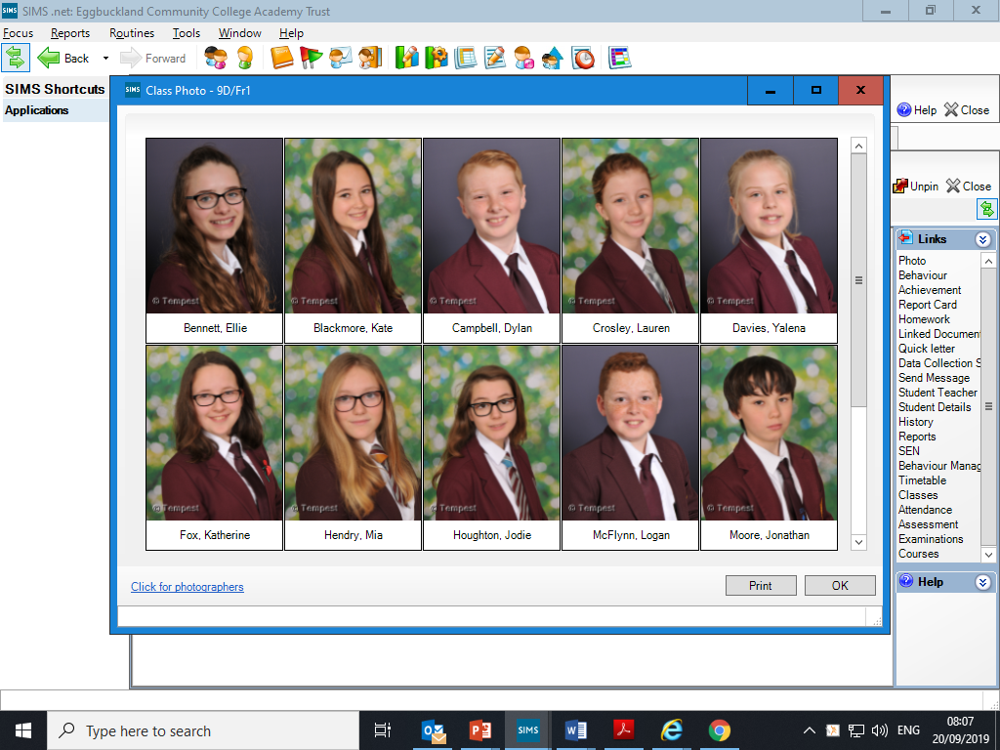 SIMS .net: Eggbuckland Community College Academy Trust
Focus Reports Routines Tools Window Help
Back Forward
SIMS Shortcuts
Applications
SIMS Class Photo - 9D/Fr1
Help Close
Unpin Close
© Tempest © Tempest © Tempest © Tempest © Tempest
Bennett, Ellie Blackmore, Kate Campbell, Dylan Crosley, Lauren Davies, Yalena
© Tempest © Tempest © Tempest © Tempest © Tempest
Fox, Katherine Hendry, Mia Houghton, Jodie McFlynn, Logan Moore, Jonathan
Click for photographers
Print OK
Links
Photo
Behaviour
Achievement
Report Card
Homework
Linked Documen
Quick letter
Data Collection S
Send Message
Student Teacher
Student Details
History
Reports
SEN
Behaviour Manag
Timetable
Classes
Attendance
Assessment
Examinations
Courses
Help
Type here to search
SIMS
ENG
08:07
20/09/2019